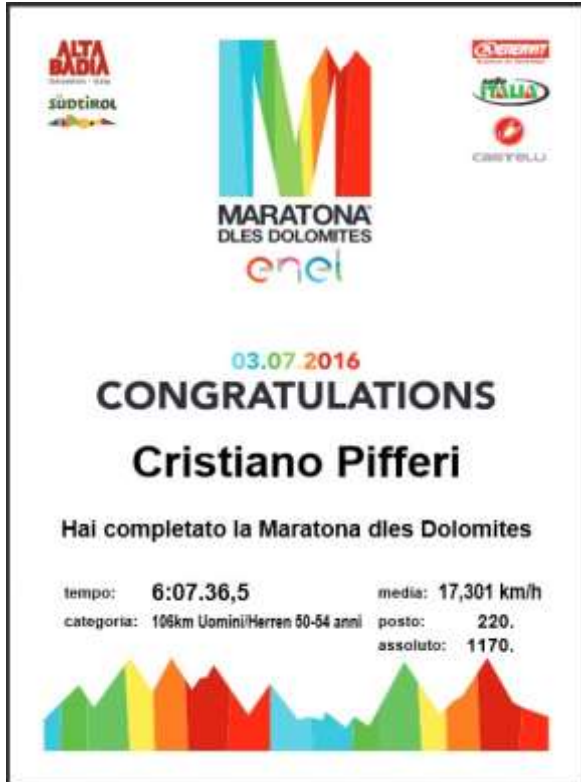 ALTA
BADIA
SÜDTIROL
ENERVIT
radio
ITALIA
CASTELLI
MARATONA
DLES DOLOMITES
enel
03.07.2016
CONGRATULATIONS
Cristiano Pifferi
Hai completato la Maratona dles Dolomites
tempo: 6:07.36,5
media: 17,301 km/h
categoria: 106km Uomini/Herren 50-54 anni
posto: 220.
assoluto: 1170.